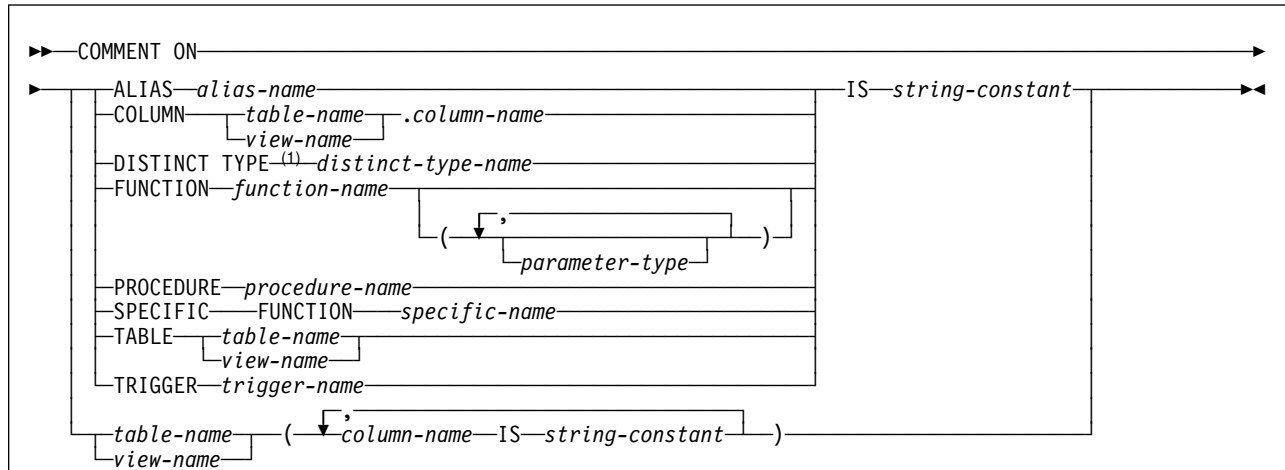 COMMENT ON
ALIAS alias-name IS string-constant
COLUMN table-name .column-name
view-name
DISTINCT TYPE (1) distinct-type-name
FUNCTION function-name
,
( )
parameter-type
PROCEDURE procedure-name
SPECIFIC FUNCTION specific-name
TABLE table-name
view-name
TRIGGER trigger-name
,
table-name ( column-name IS string-constant )
view-name